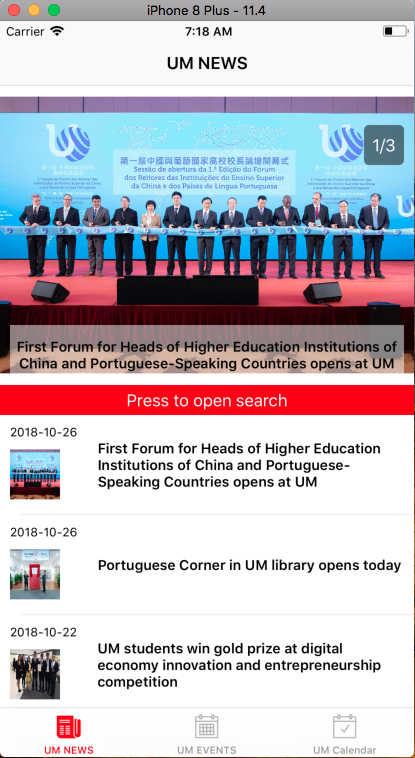 iPhone 8 Plus - 11.4
Carrier
7:18 AM
UM NEWS
1/3
第一屆中國與葡語國家高校校長論壇開幕式
Sessão de abertura da 1.ª Edição do Fórum
dos Reitores das Instituições do Ensino Superior
da China e dos Países de Língua Portuguesa
First Forum for Heads of Higher Education Institutions of
China and Portuguese-Speaking Countries opens at UM
Press to open search
2018-10-26
First Forum for Heads of Higher Education
Institutions of China and Portuguese-
Speaking Countries opens at UM
2018-10-26
Portuguese Corner in UM library opens today
2018-10-22
UM students win gold prize at digital
economy innovation and entrepreneurship
competition
UM NEWS
UM EVENTS
UM Calendar